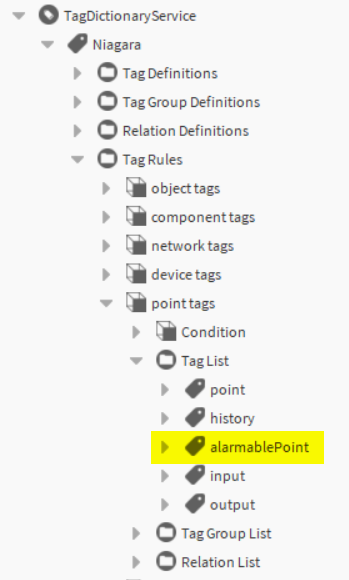 TagDictionaryService
Niagara
Tag Definitions
Tag Group Definitions
Relation Definitions
Tag Rules
object tags
component tags
network tags
device tags
point tags
Condition
Tag List
point
history
alarmablePoint
input
output
Tag Group List
Relation List